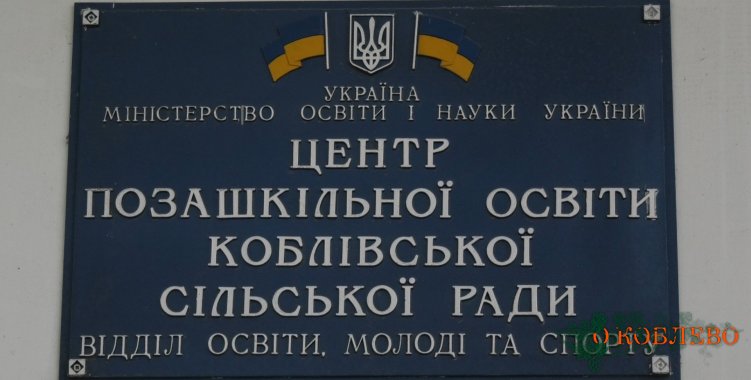 УКРАЇНА
МІНІСТЕРСТВО ОСВІТИ І НАУКИ УКРАЇНИ
ЦЕНТР
ПОЗАШКІЛЬНОЇ ОСВІТИ
КОБЛІВСЬКОЇ
СІЛЬСЬКОЇ РАДИ
ВІДДІЛ ОСВІТИ, МОЛОДІ ТА СПОРТУ
О КОБЛЕВО